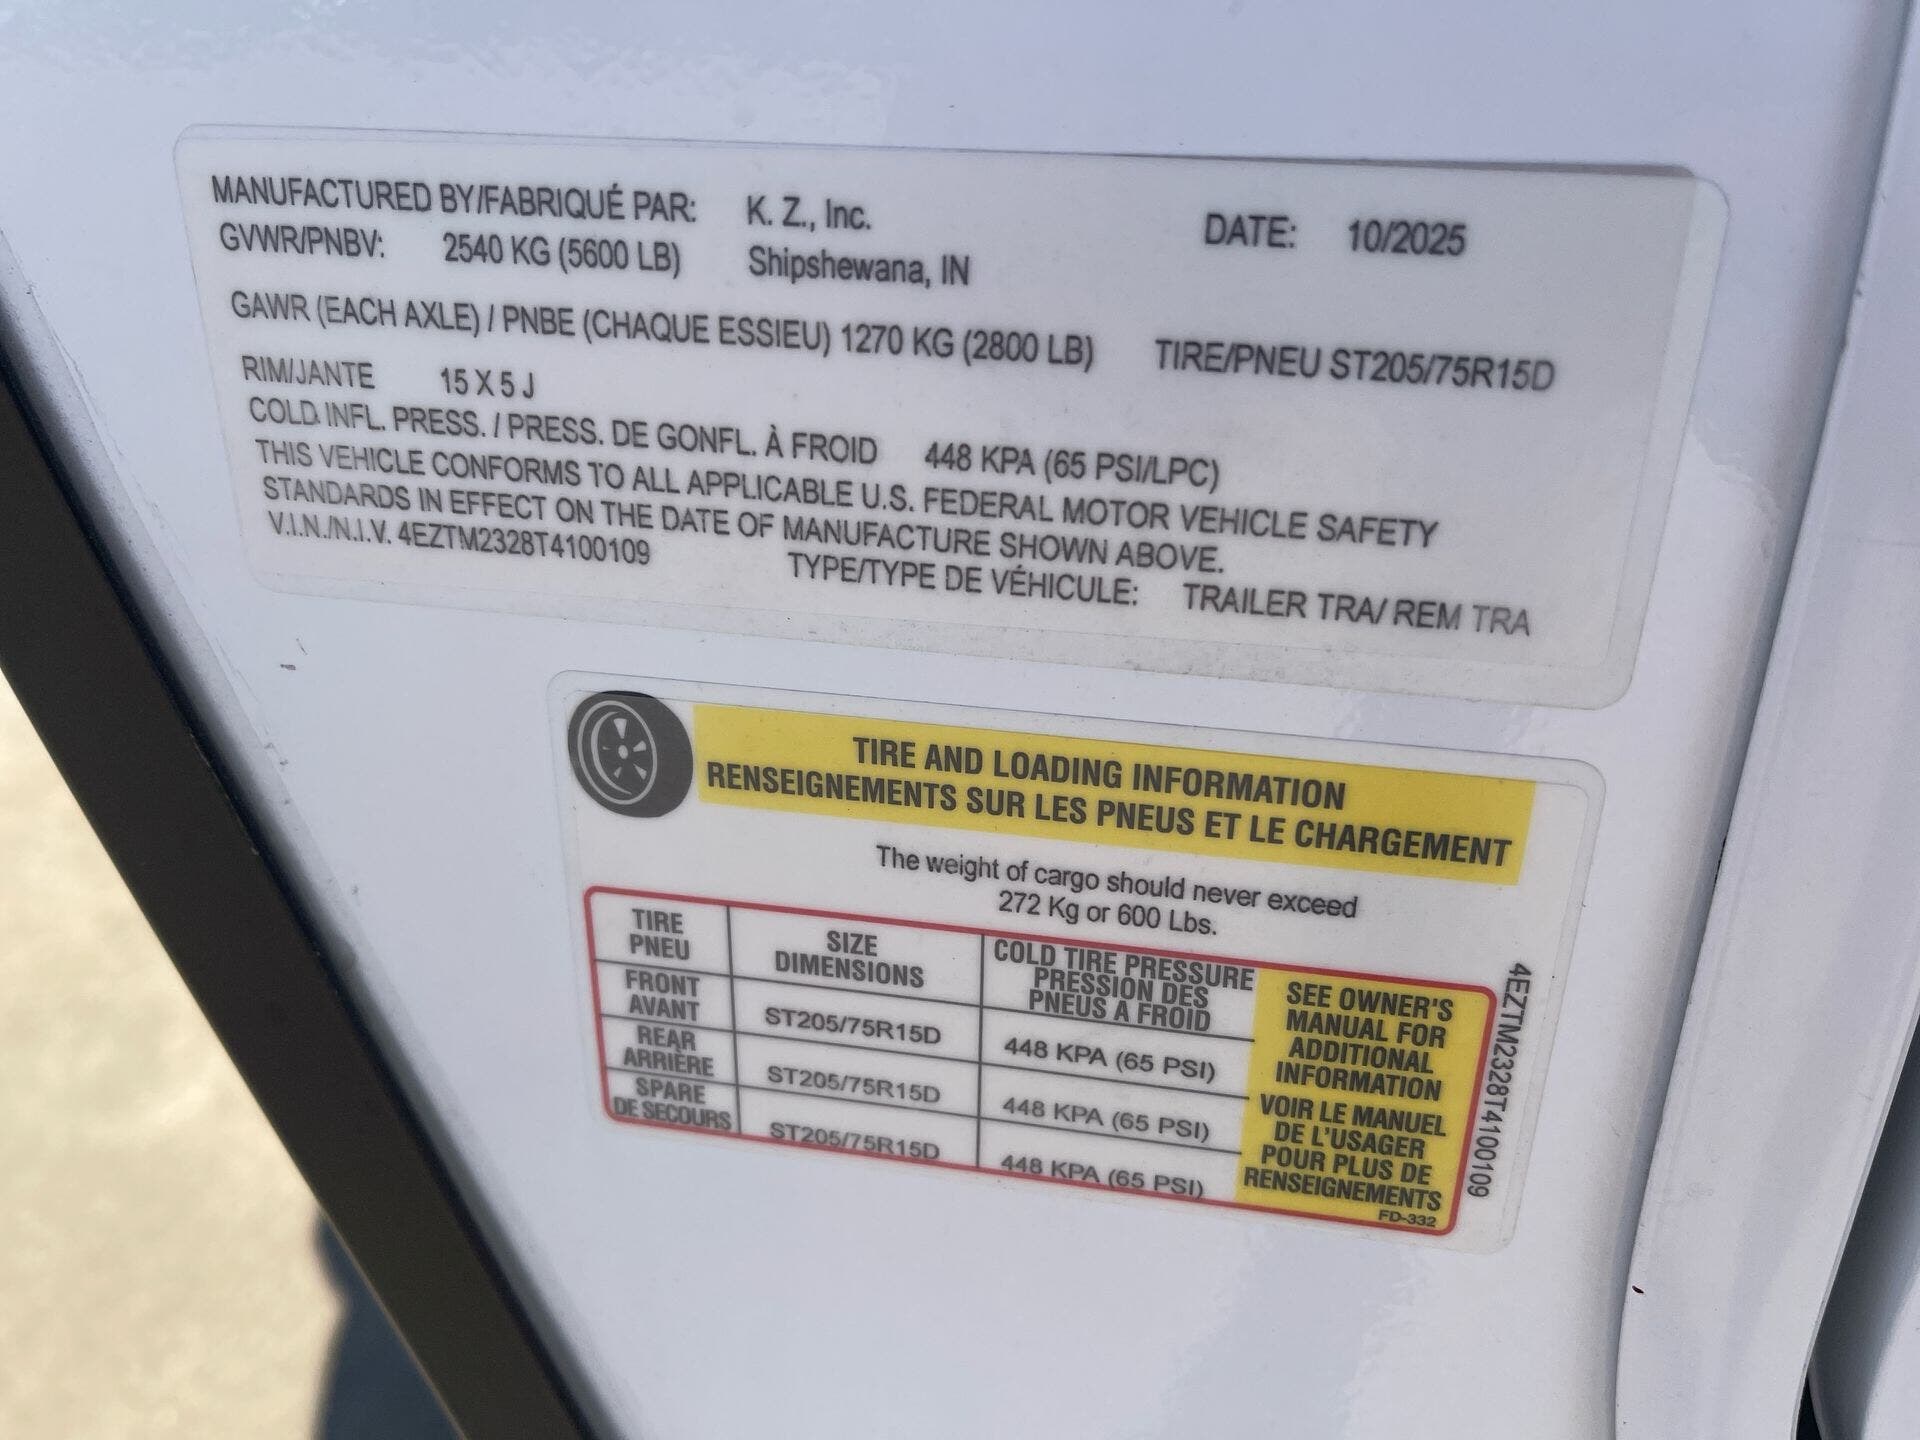 MANUFACTURED BY/FABRIQUÉ PAR: K. Z., Inc. DATE: 10/2025
GVWR/PNBV: 2540 KG (5600 LB) Shipshewana, IN
GAWR (EACH AXLE) / PNBE (CHAQUE ESSIEU) 1270 KG (2800 LB) TIRE/PNEU ST205/75R15D
RIM/JANTE 15 X 5 J
COLD INFL. PRESS. / PRESS. DE GONFL. À FROID 448 KPA (65 PSI/LPC)
THIS VEHICLE CONFORMS TO ALL APPLICABLE U.S. FEDERAL MOTOR VEHICLE SAFETY
STANDARDS IN EFFECT ON THE DATE OF MANUFACTURE SHOWN ABOVE.
V.I.N./N.I.V. 4EZTM2328T4100109 TYPE/TYPE DE VÉHICULE: TRAILER TRA/ REM TRA
TIRE AND LOADING INFORMATION
RENSEIGNEMENTS SUR LES PNEUS ET LE CHARGEMENT
The weight of cargo should never exceed
272 Kg or 600 Lbs.
TIRE
PNEU
SIZE
DIMENSIONS
COLD TIRE PRESSURE
PRESSION DES
PNEUS A FROID
FRONT
AVANT
ST205/75R15D
448 KPA (65 PSI)
REAR
ARRIÈRE
ST205/75R15D
448 KPA (65 PSI)
SPARE
DE SECOURS
ST205/75R15D
448 KPA (65 PSI)
SEE OWNER'S
MANUAL FOR
ADDITIONAL
INFORMATION
VOIR LE MANUEL
DE L'USAGER
POUR PLUS DE
RENSEIGNEMENTS
FD-332
4EZTM2328T4100109